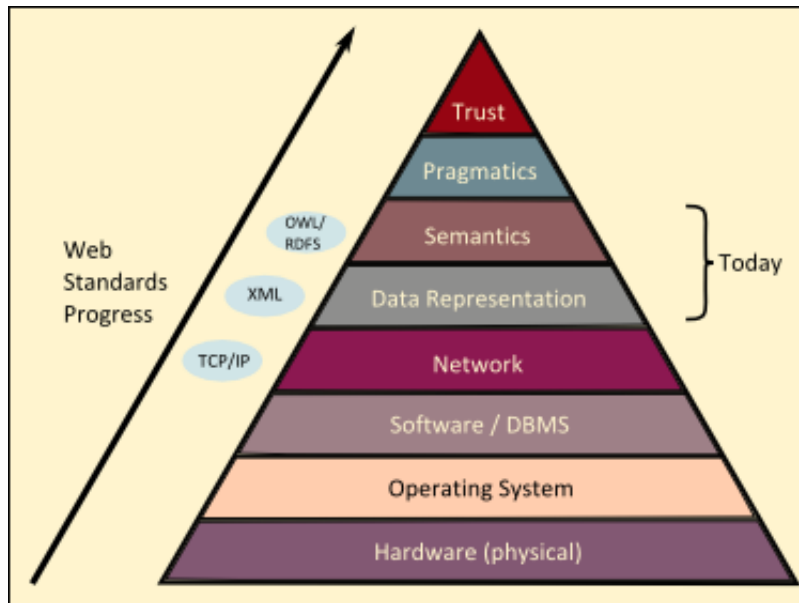 Trust
Pragmatics
OWL/
RDFS
Semantics
Web
Standards
Progress
Today
XML
Data Representation
TCP/IP
Network
Software / DBMS
Operating System
Hardware (physical)